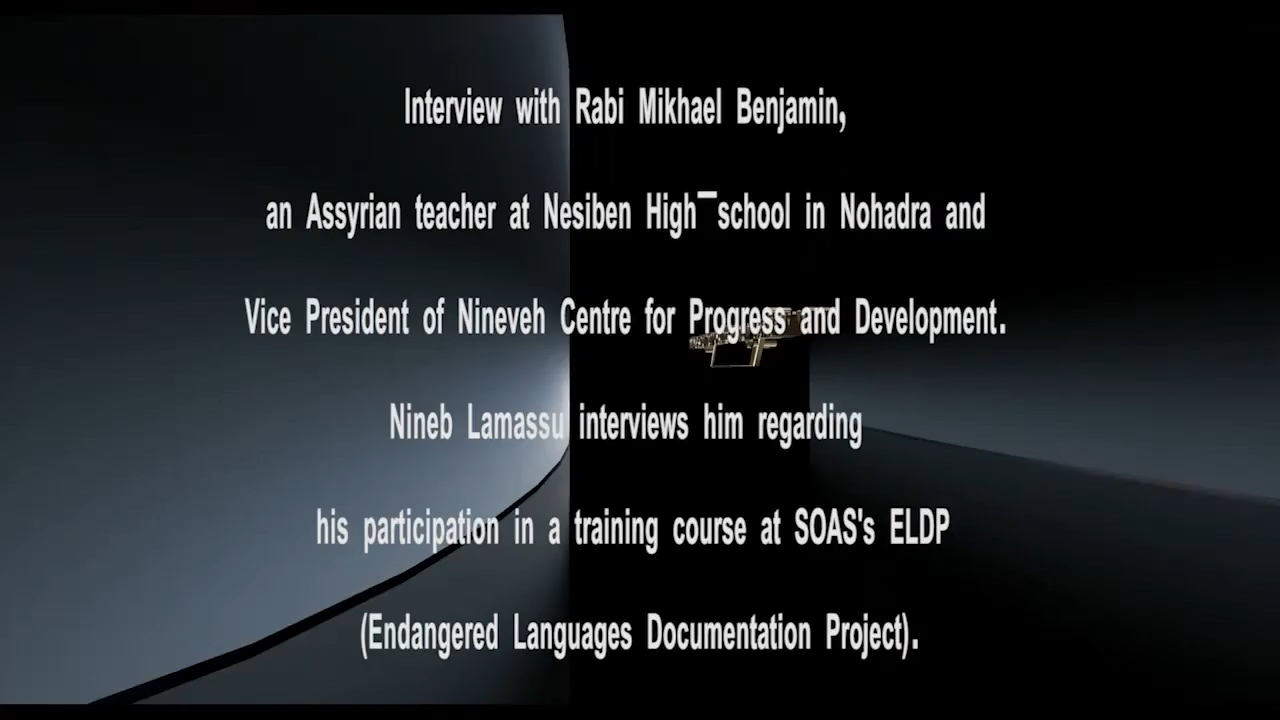 Interview with Rabi Mikhael Benjamin,
an Assyrian teacher at Nesiben High¯school in Nohadra and
Vice President of Nineveh Centre for Progress and Development.
Nineb Lamassu interviews him regarding
his participation in a training course at SOAS's ELDP
(Endangered Languages Documentation Project).